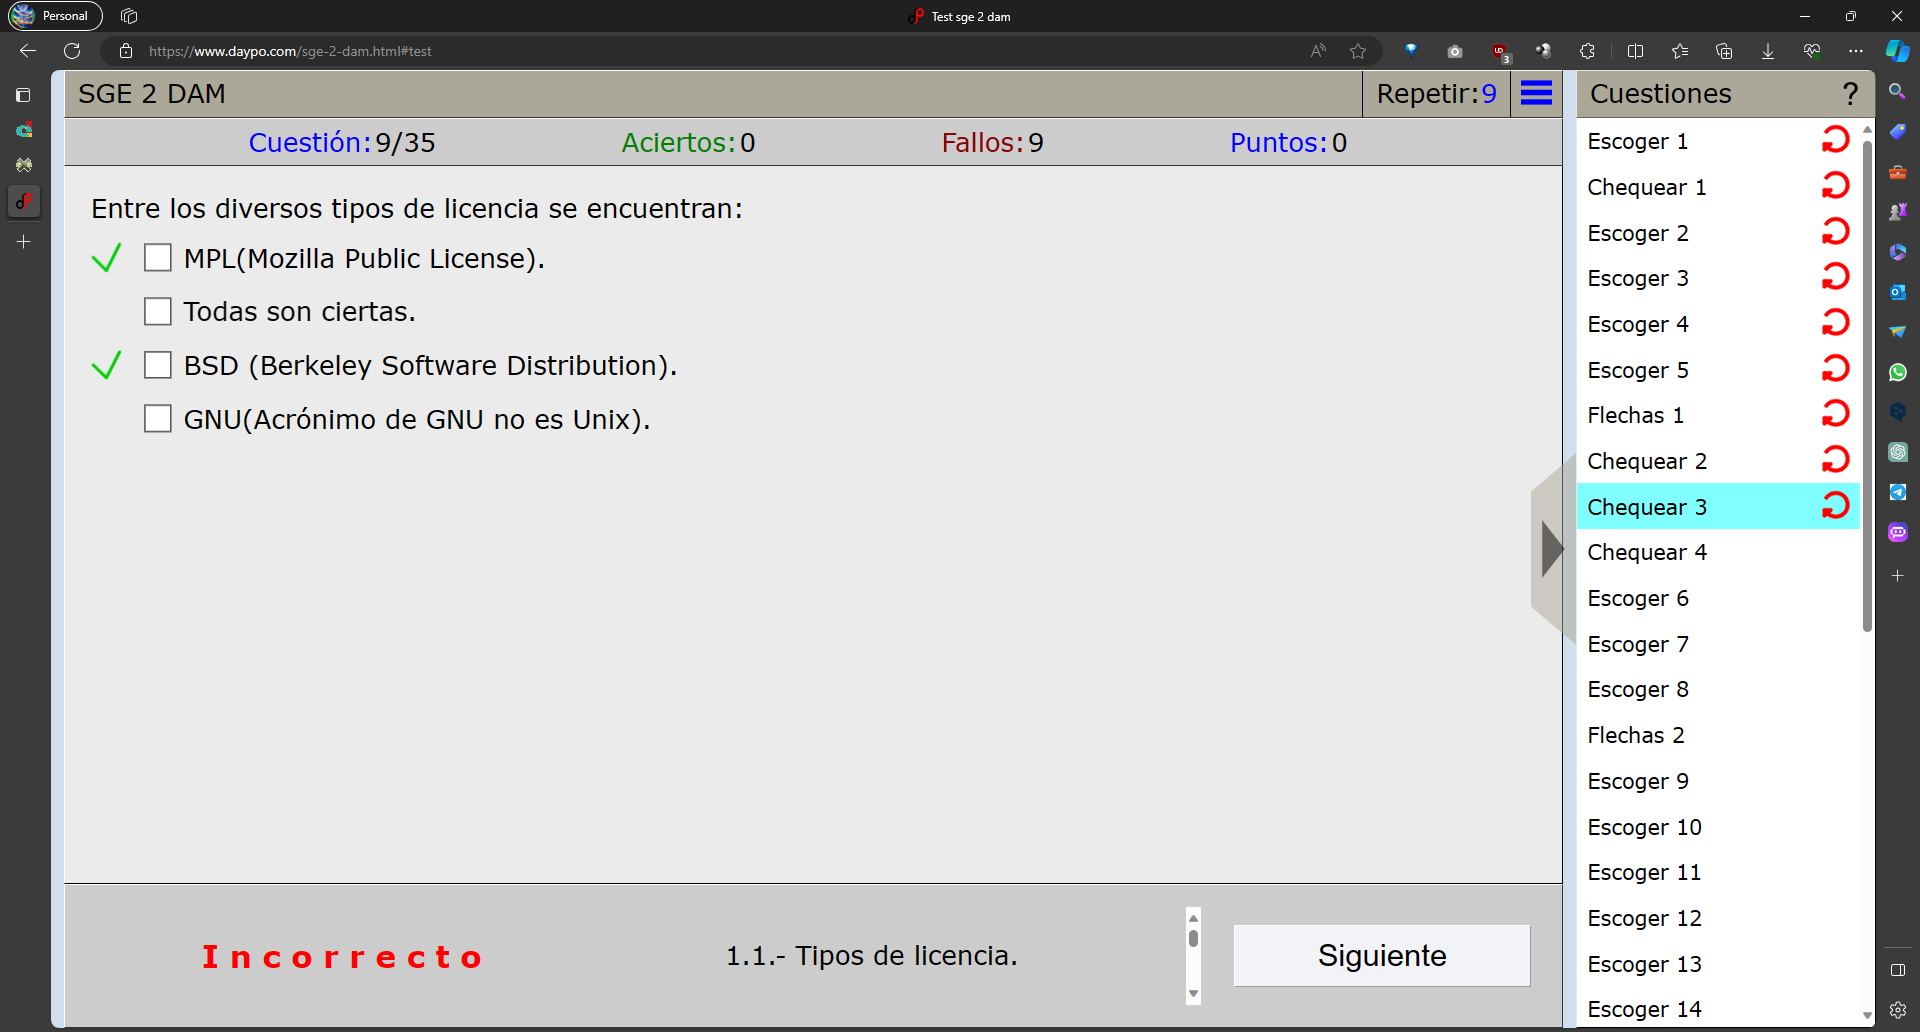 Personal
Test sge 2 dam
https://www.daypo.com/sge-2-dam.html#test
SGE 2 DAM
Repetir:9
Cuestiones
?
Cuestión:9/35
Aciertos:0
Fallos:9
Puntos:0
Entre los diversos tipos de licencia se encuentran:
MPL(Mozilla Public License).
Todas son ciertas.
BSD (Berkeley Software Distribution).
GNU(Acrónimo de GNU no es Unix).
Incorrecto
1.1.- Tipos de licencia.
Siguiente
Escoger 1
Chequear 1
Escoger 2
Escoger 3
Escoger 4
Escoger 5
Flechas 1
Chequear 2
Chequear 3
Chequear 4
Escoger 6
Escoger 7
Escoger 8
Flechas 2
Escoger 9
Escoger 10
Escoger 11
Escoger 12
Escoger 13
Escoger 14